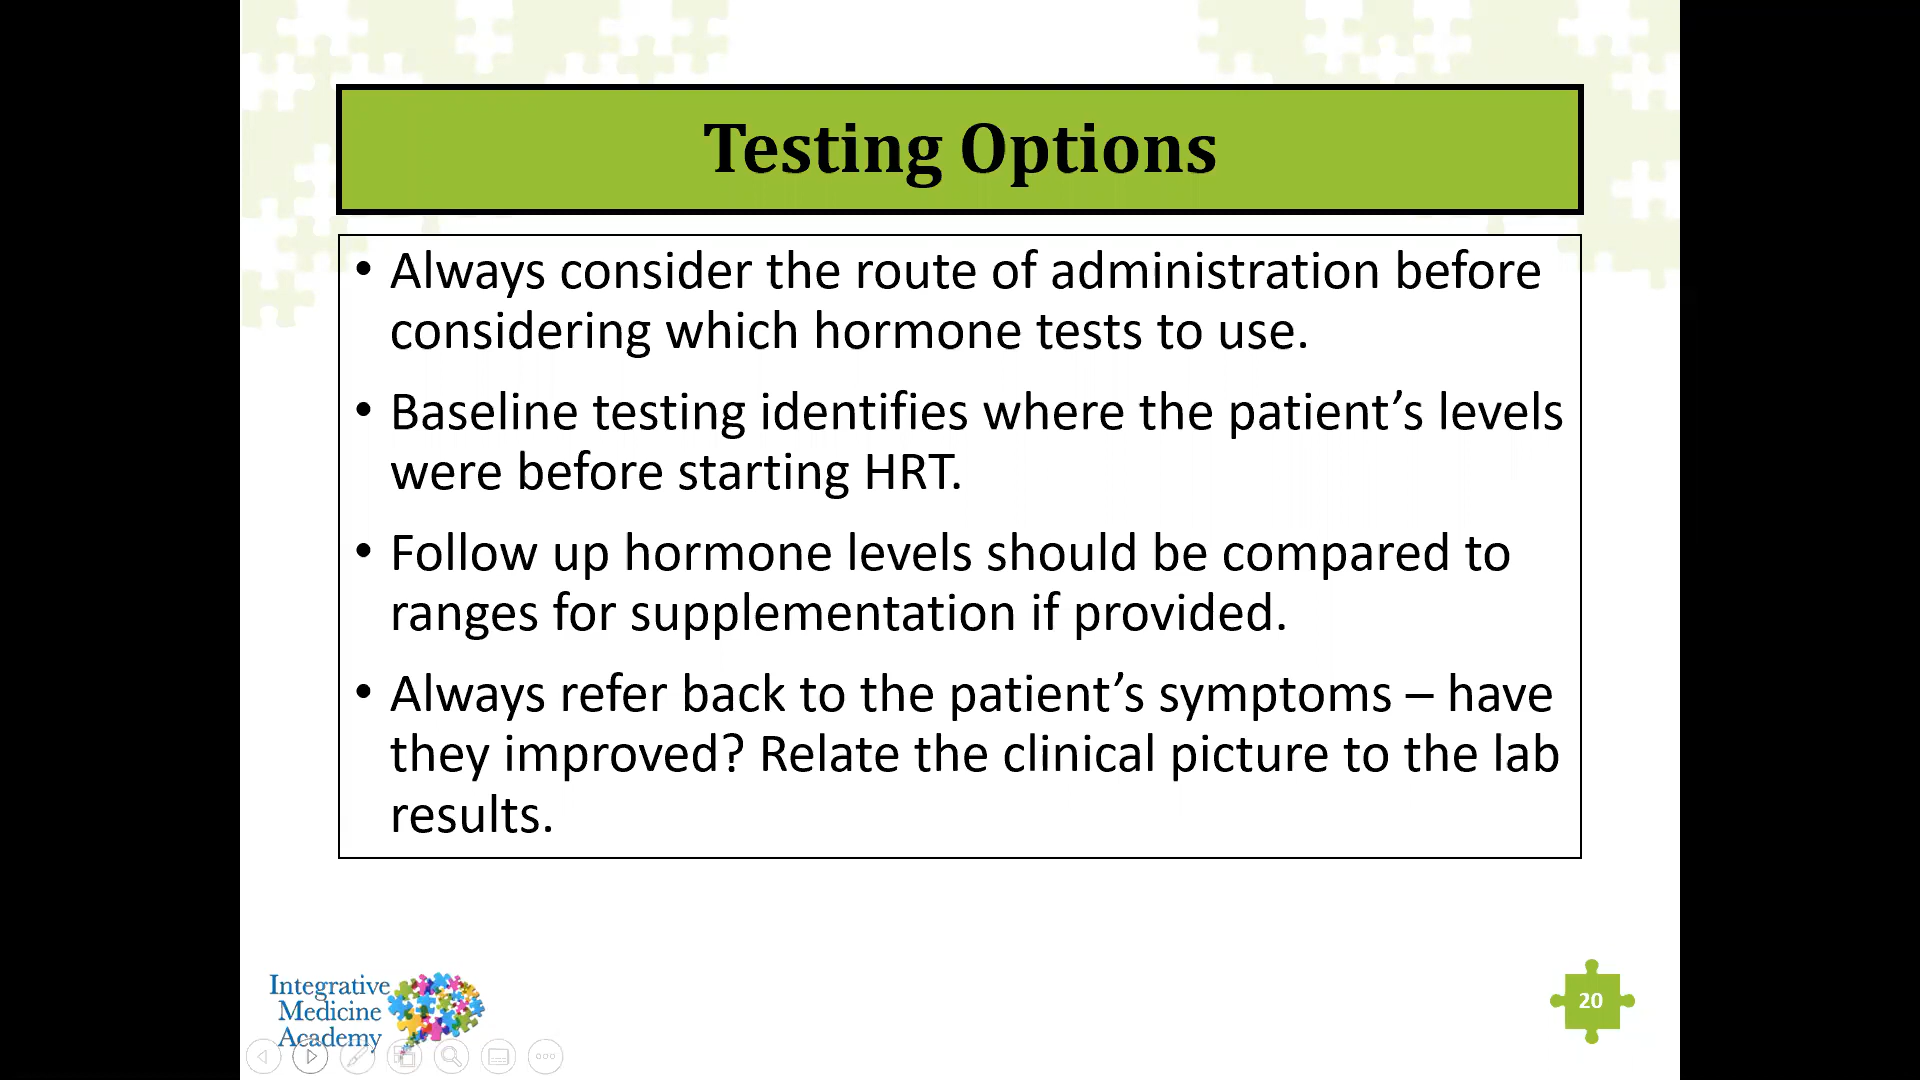 Testing Options
• Always consider the route of administration before
considering which hormone tests to use.
• Baseline testing identifies where the patient’s levels
were before starting HRT.
• Follow up hormone levels should be compared to
ranges for supplementation if provided.
• Always refer back to the patient’s symptoms – have
they improved? Relate the clinical picture to the lab
results.
Integrative
Medicine
Academy
20